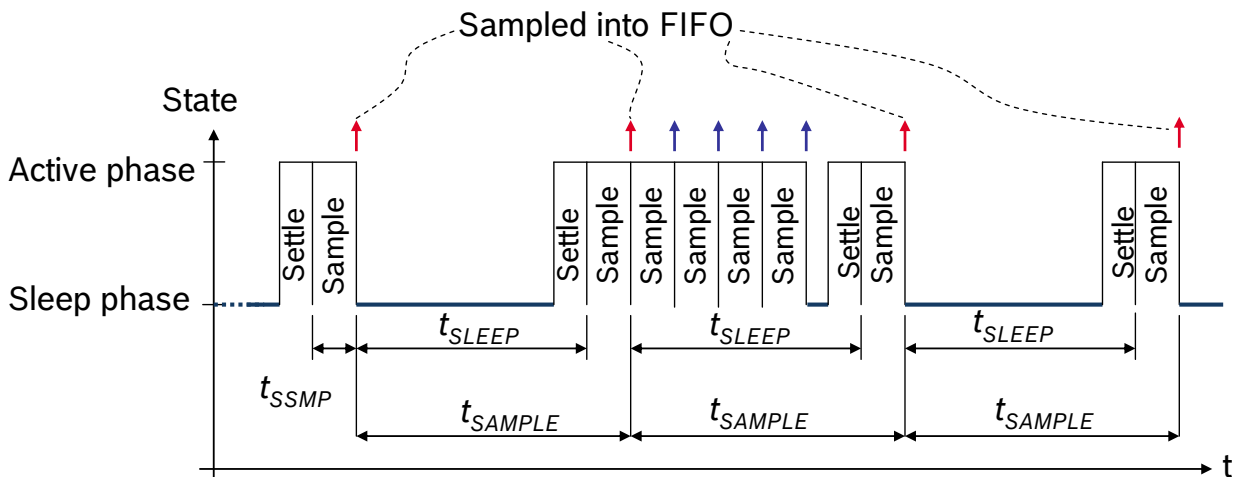 Sampled into FIFO
State
Active phase
Settle
Sample
Settle
Sample
Sample
Sample
Sample
Sample
Settle
Sample
Settle
Sample
Sleep phase
tSLEEP
tSLEEP
tSLEEP
tSSMP
tSAMPLE
tSAMPLE
tSAMPLE
t